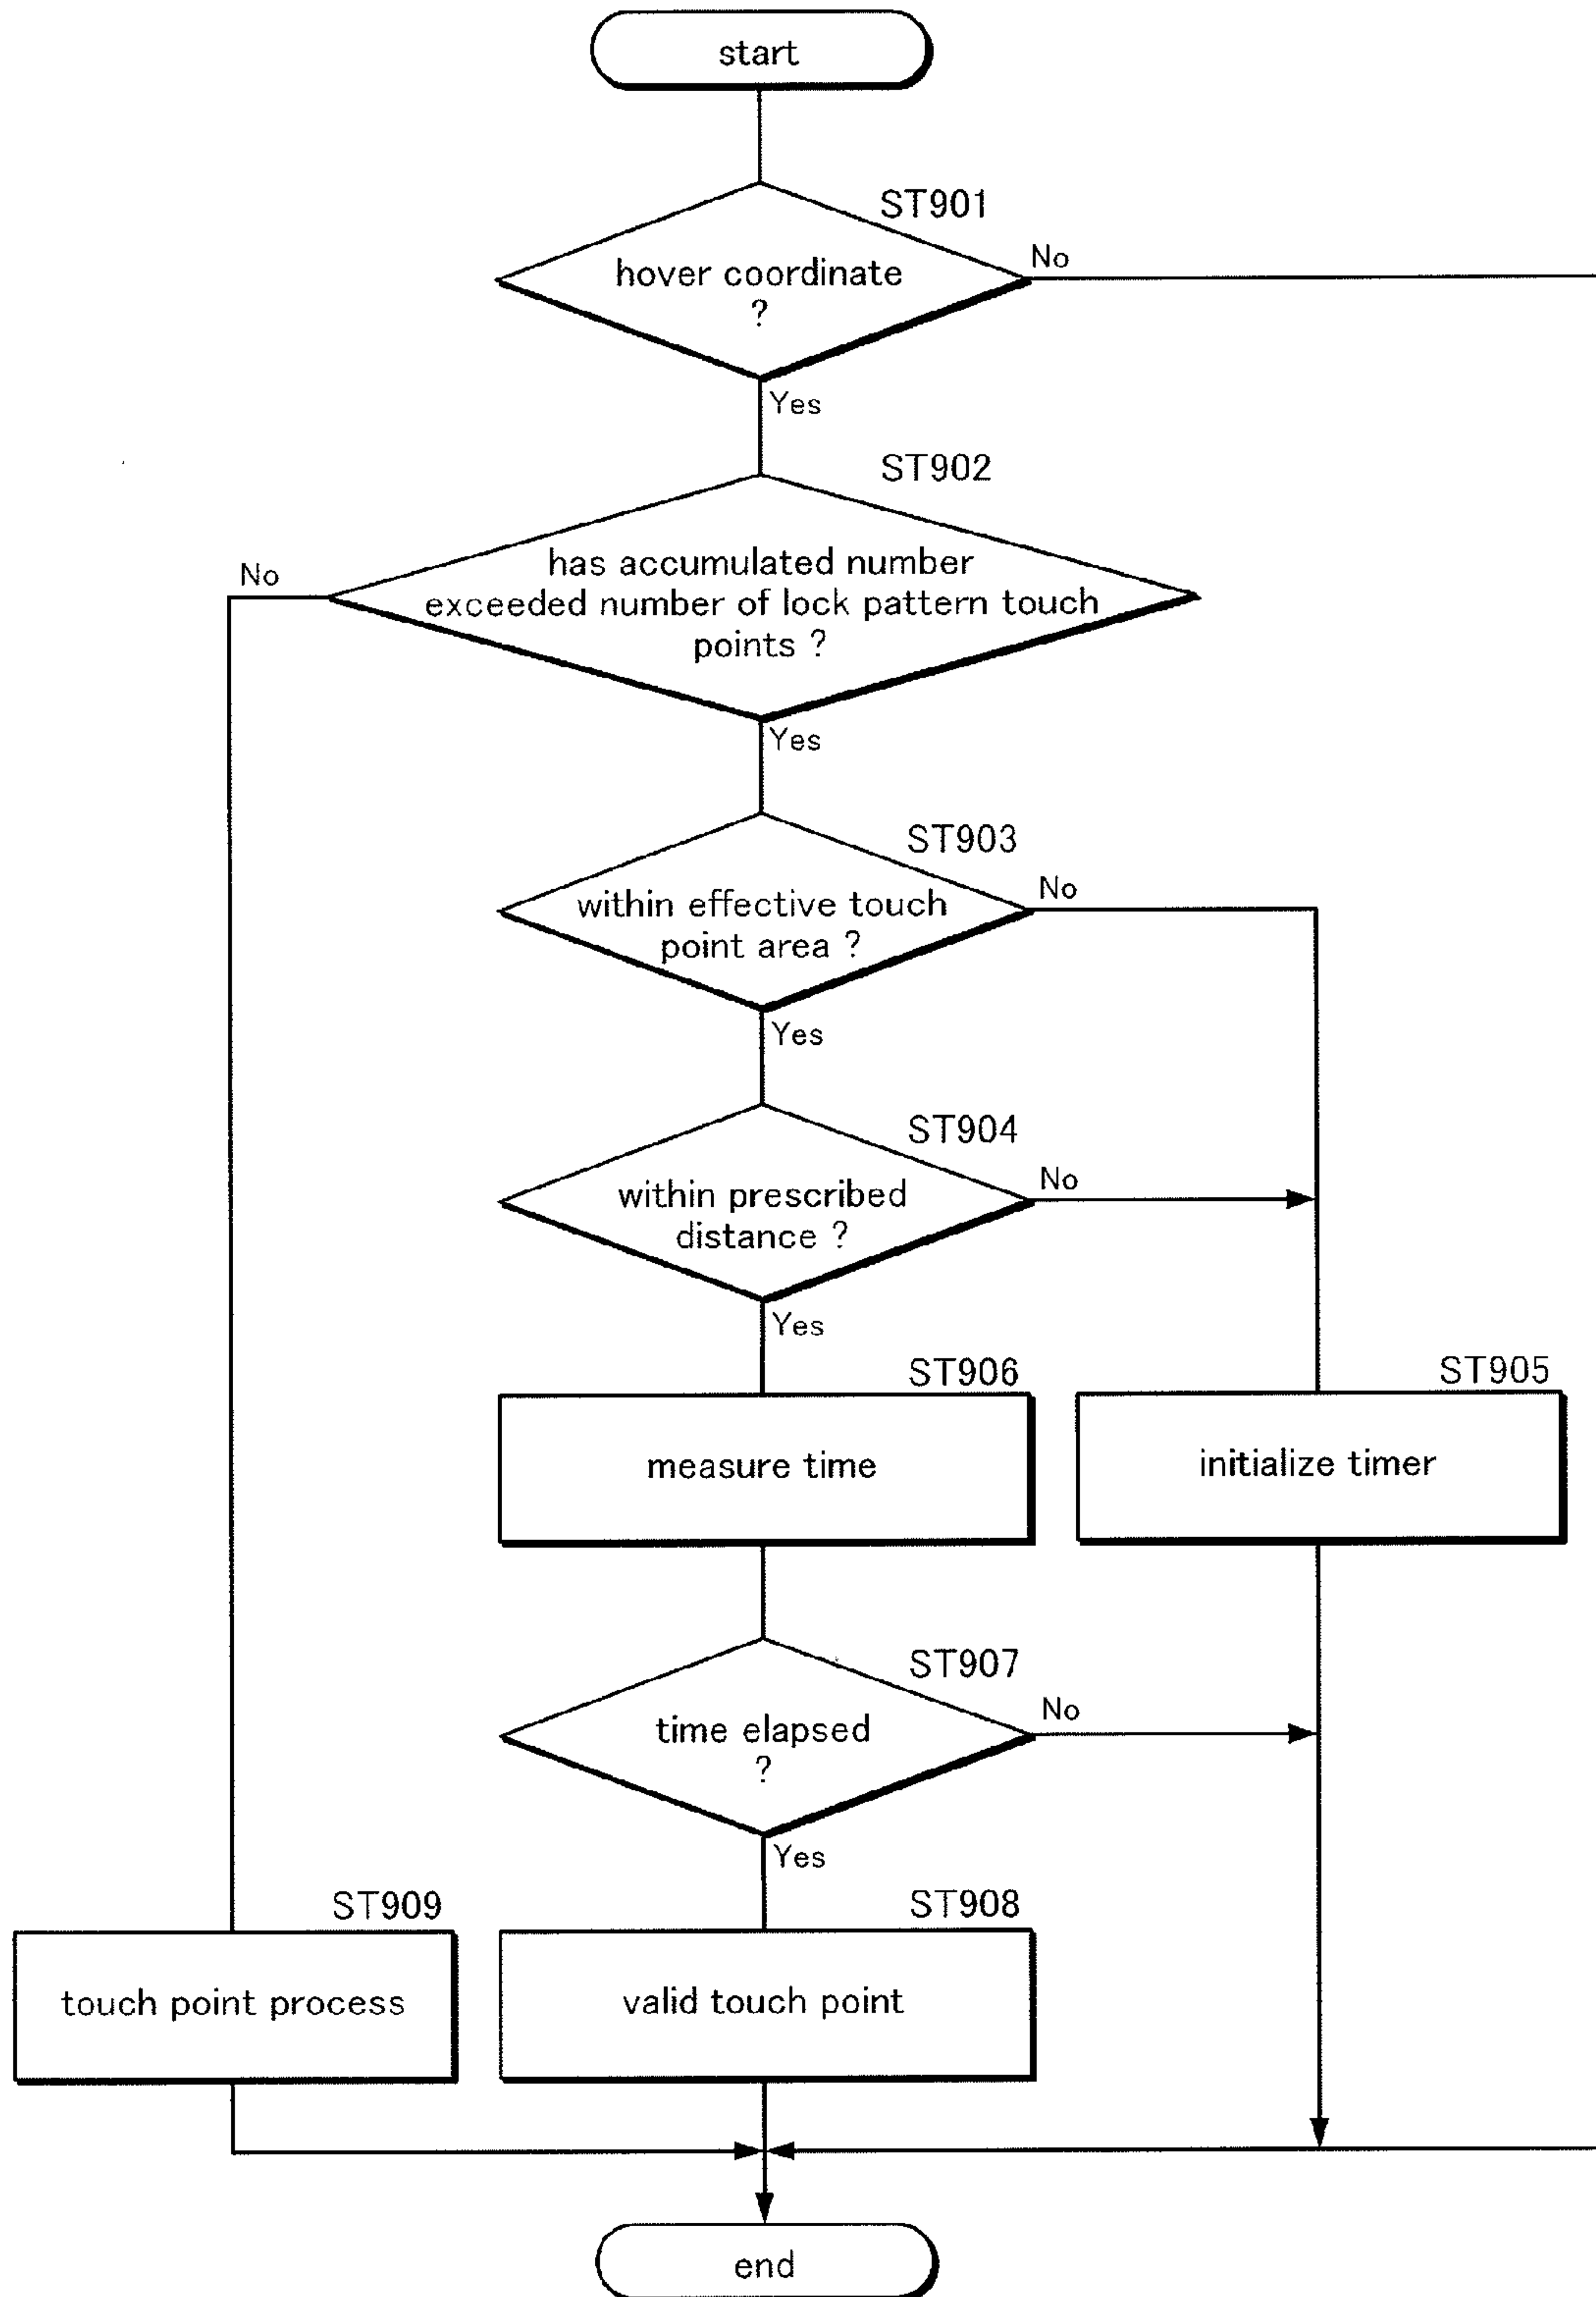 start
ST901
hover coordinate
?
No
Yes
ST902
has accumulated number
exceeded number of lock pattern touch
points ?
No
Yes
ST903
within effective touch
point area ?
No
Yes
ST904
within prescribed
distance ?
No
Yes
ST906
measure time
ST905
initialize timer
ST907
time elapsed
?
No
Yes
ST909
touch point process
ST908
valid touch point
end